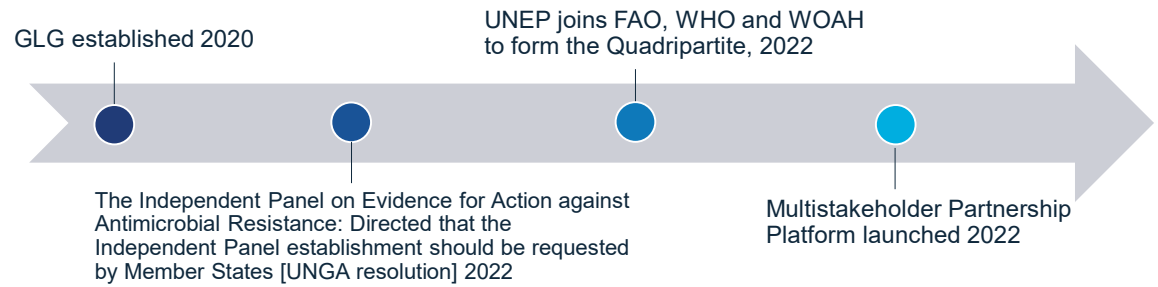 GLG established 2020
UNEP joins FAO, WHO and WOAH
to form the Quadripartite, 2022
The Independent Panel on Evidence for Action against
Antimicrobial Resistance: Directed that the
Independent Panel establishment should be requested
by Member States [UNGA resolution] 2022
Multistakeholder Partnership
Platform launched 2022